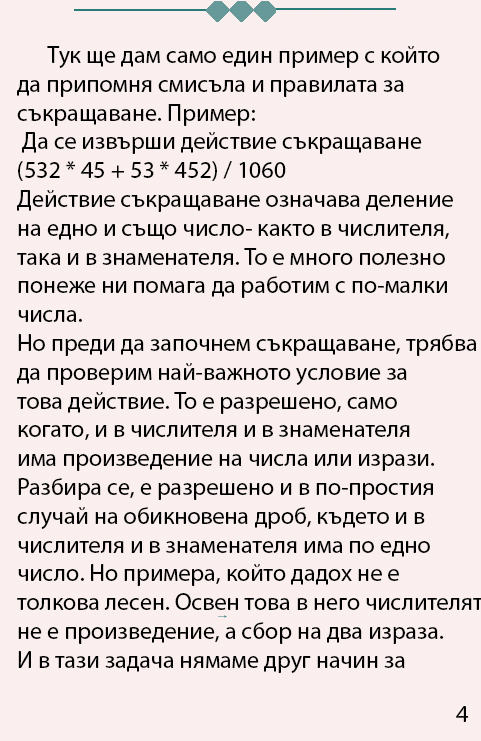 Тук ще дам само един пример с който
да припомня смисъла и правилата за
съкращаване. Пример:
Да се извърши действие съкращаване
(532 * 45 + 53 * 452) / 1060
Действие съкращаване означава деление
на едно и също число- както в числителя,
така и в знаменателя. То е много полезно
понеже ни помага да работим с по-малки
числа.
Но преди да започнем съкращаване, трябва
да проверим най-важното условие за
това действие. То е разрешено, само
когато, и в числителя и в знаменателя
има произведение на числа или изрази.
Разбира се, е разрешено и в по-простия
случай на обикновена дроб, където и в
числителя и в знаменателя има по едно
число. Но примера, който дадох не е
толкова лесен. Освен това в него числителят
не е произведение, а сбор на два израза.
И в тази задача нямаме друг начин за
4